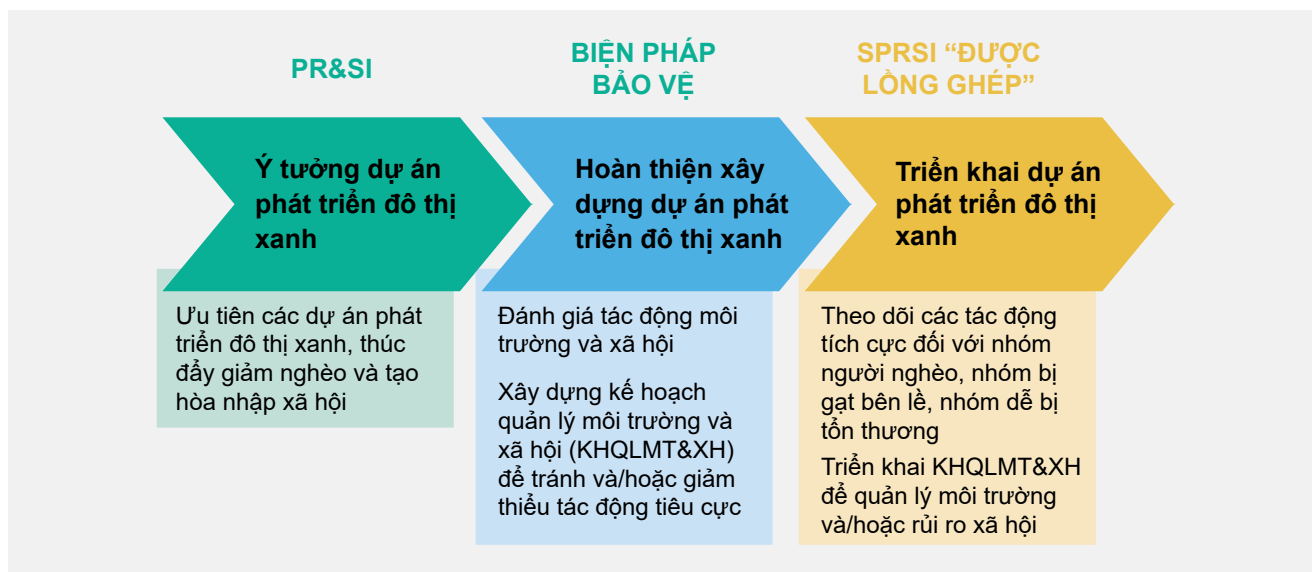 PR&SI
BIỆN PHÁP
BẢO VỆ
SPRSI “ĐƯỢC
LỒNG GHÉP”
Ý tưởng dự án
phát triển đô thị
xanh
Hoàn thiện xây
dựng dự án phát
triển đô thị xanh
Triển khai dự án
phát triển đô thị
xanh
Ưu tiên các dự án phát
triển đô thị xanh, thúc
đẩy giảm nghèo và tạo
hòa nhập xã hội
Đánh giá tác động môi
trường và xã hội
Xây dựng kế hoạch
quản lý môi trường và
xã hội (KHQLMT&XH)
để tránh và/hoặc giảm
thiểu tác động tiêu cực
Theo dõi các tác động
tích cực đối với nhóm
người nghèo, nhóm bị
gạt bên lề, nhóm dễ bị
tổn thương
Triển khai KHQLMT&XH
để quản lý môi trường
và/hoặc rủi ro xã hội